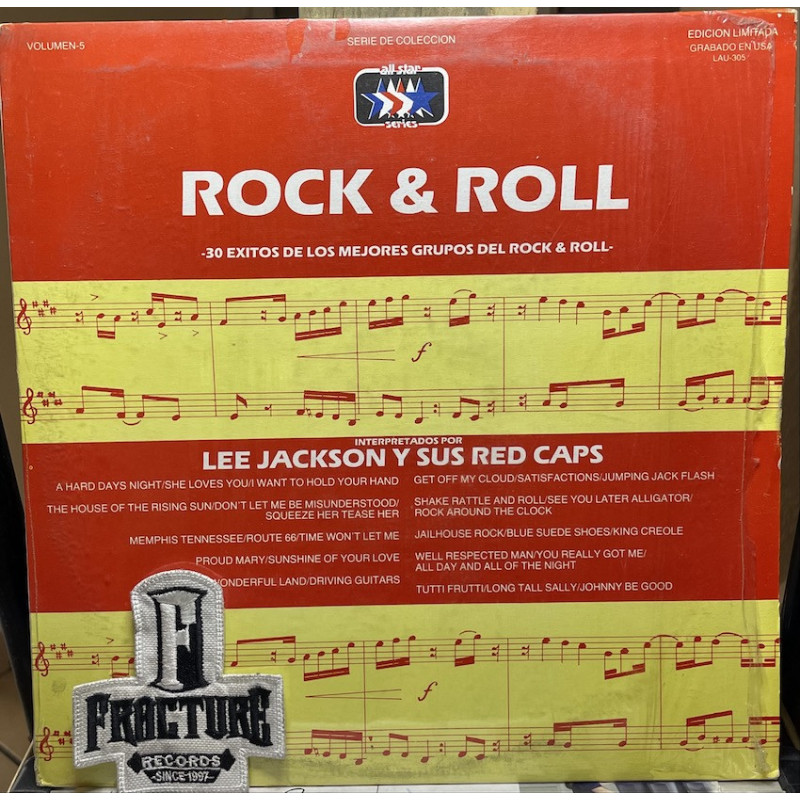 VOLUMEN-5
SERIE DE COLECCION
EDICION LIMITADA
GRABADO EN USA
LAU-305
all star
series
ROCK & ROLL
-30 EXITOS DE LOS MEJORES GRUPOS DEL ROCK & ROLL-
f
INTERPRETADOS POR
LEE JACKSON Y SUS RED CAPS
A HARD DAYS NIGHT/SHE LOVES YOU/I WANT TO HOLD YOUR HAND
THE HOUSE OF THE RISING SUN/DON'T LET ME BE MISUNDERSTOOD/
SQUEEZE HER TEASE HER
MEMPHIS TENNESSEE/ROUTE 66/TIME WON'T LET ME
PROUD MARY/SUNSHINE OF YOUR LOVE
WONDERFUL LAND/DRIVING GUITARS
GET OFF MY CLOUD/SATISFACTIONS/JUMPING JACK FLASH
SHAKE RATTLE AND ROLL/SEE YOU LATER ALLIGATOR/
ROCK AROUND THE CLOCK
JAILHOUSE ROCK/BLUE SUEDE SHOES/KING CREOLE
WELL RESPECTED MAN/YOU REALLY GOT ME/
ALL DAY AND ALL OF THE NIGHT
TUTTI FRUTTI/LONG TALL SALLY/JOHNNY BE GOOD
f
F
FRACTURE
RECORDS
-SINCE 1997-